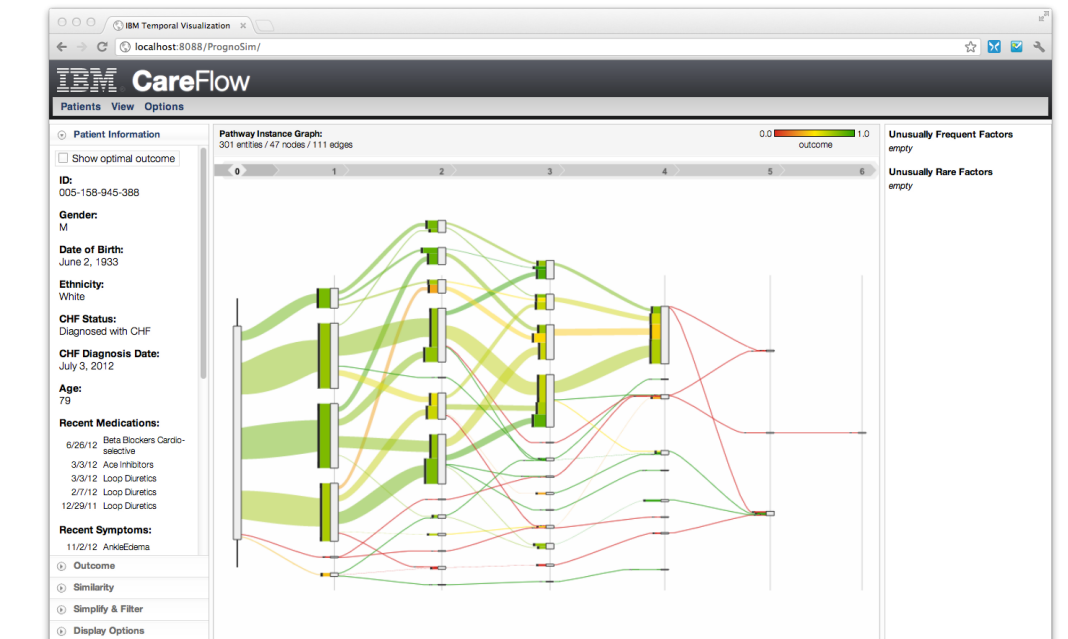 IBM Temporal Visualization
localhost:8088/PrognoSim/
IBM CareFlow
Patients View Options
Patient Information
Show optimal outcome
ID:
005-158-945-388
Gender:
M
Date of Birth:
June 2, 1933
Ethnicity:
White
CHF Status:
Diagnosed with CHF
CHF Diagnosis Date:
July 3, 2012
Age:
79
Recent Medications:
6/26/12 Beta Blockers Cardio-
selective
3/3/12 Ace Inhibitors
3/3/12 Loop Diuretics
2/7/12 Loop Diuretics
12/29/11 Loop Diuretics
Recent Symptoms:
11/2/12 AnkleEdema
Outcome
Similarity
Simplify & Filter
Display Options
Pathway Instance Graph:
301 entities / 47 nodes / 111 edges
0.0 1.0
outcome
0 1 2 3 4 5 6
Unusually Frequent Factors
empty
Unusually Rare Factors
empty